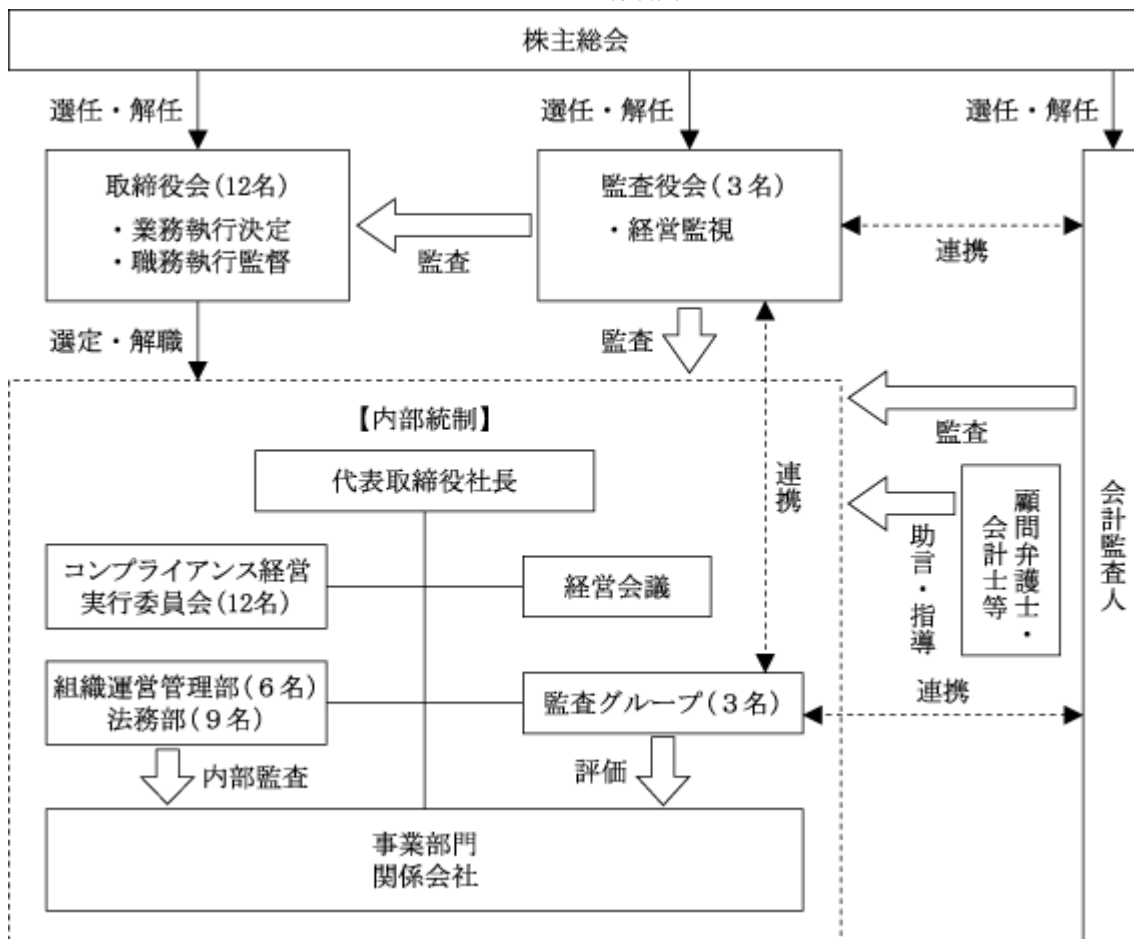 株主総会
選任・解任
選任・解任
選任・解任
取締役会(12名)
・業務執行決定
・職務執行監督
監査役会(3名)
・経営監視
監査
連携
選定・解職
監査
【内部統制】
代表取締役社長
監査
連携
コンプライアンス経営
実行委員会(12名)
経営会議
助言・指導
顧問弁護士・
会計士等
会計監査人
組織運営管理部(6名)
法務部(9名)
監査グループ(3名)
連携
内部監査
評価
事業部門
関係会社